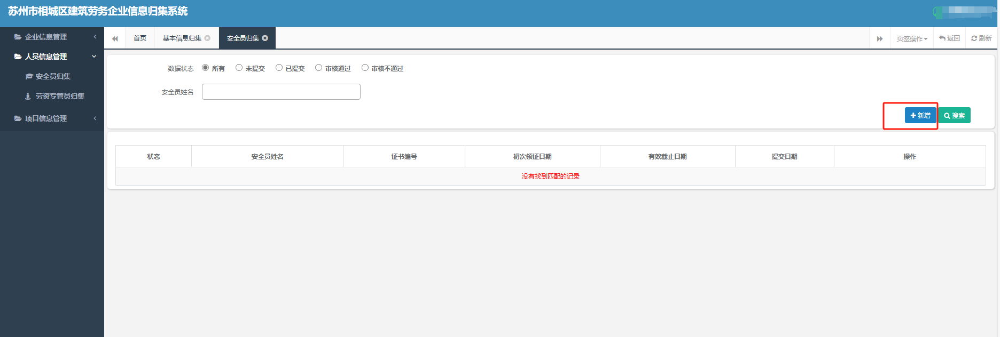 苏州市相城区建筑劳务企业信息归集系统
企业信息管理
人员信息管理
安全员归集
劳资专管员归集
项目信息管理
首页 基本信息归集 安全员归集 页签操作 返回 刷新
数据状态 所有 未提交 已提交 审核通过 审核不通过
安全员姓名
新增 搜索
状态 安全员姓名 证书编号 初次领证日期 有效截止日期 提交日期 操作
没有找到匹配的记录